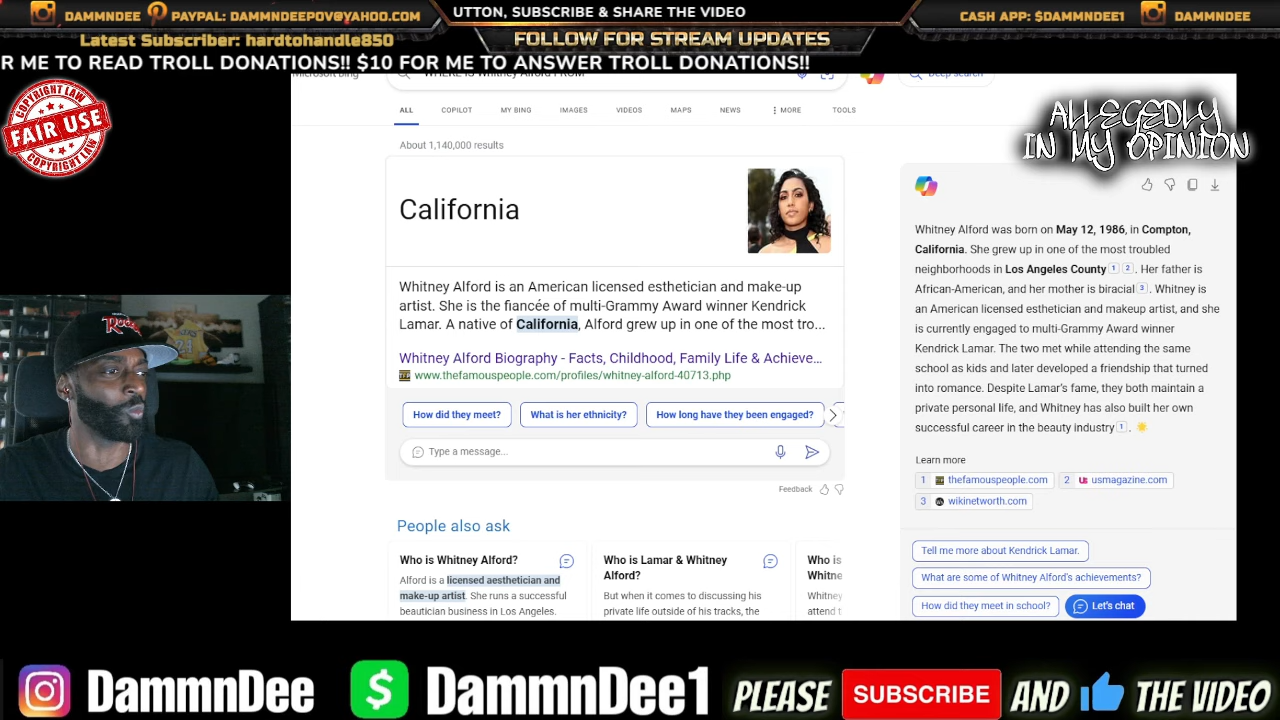 DAMMNDEE PAYPAL: DAMMNDEEPOV@YAHOO.COM
UTTON, SUBSCRIBE & SHARE THE VIDEO
CASH APP: $DAMMNDEE1 DAMMNDEE
Latest Subscriber: hardtohandle850
FOLLOW FOR STREAM UPDATES
R ME TO READ TROLL DONATIONS!! $10 FOR ME TO ANSWER TROLL DONATIONS!!
COPYRIGHT LAW
FAIR USE
COPYRIGHT LAW
ALLEGEDLY
IN MY OPINION
Microsoft Bing
WHERE IS Whitney Alford FROM
Deep search
ALL COPILOT MY BING IMAGES VIDEOS MAPS NEWS MORE TOOLS
About 1,140,000 results
California
Whitney Alford is an American licensed esthetician and make-up
artist. She is the fiancée of multi-Grammy Award winner Kendrick
Lamar. A native of California, Alford grew up in one of the most tro...
Whitney Alford Biography - Facts, Childhood, Family Life & Achieve...
www.thefamouspeople.com/profiles/whitney-alford-40713.php
How did they meet? What is her ethnicity? How long have they been engaged?
Type a message...
Feedback
People also ask
Who is Whitney Alford?
Alford is a licensed aesthetician and
make-up artist. She runs a successful
beautician business in Los Angeles.
Who is Lamar & Whitney
Alford?
But when it comes to discussing his
private life outside of his tracks, the
Who is
Whitne
Whitney
attend t
Whitney Alford was born on May 12, 1986, in Compton,
California. She grew up in one of the most troubled
neighborhoods in Los Angeles County 1 2 . Her father is
African-American, and her mother is biracial 3 . Whitney is
an American licensed esthetician and makeup artist, and she
is currently engaged to multi-Grammy Award winner
Kendrick Lamar. The two met while attending the same
school as kids and later developed a friendship that turned
into romance. Despite Lamar's fame, they both maintain a
private personal life, and Whitney has also built her own
successful career in the beauty industry 1 .
Learn more
1 thefamouspeople.com 2 usmagazine.com
3 wikinetworth.com
Tell me more about Kendrick Lamar.
What are some of Whitney Alford's achievements?
How did they meet in school? Let's chat
DammnDee $ DammnDee1 PLEASE SUBSCRIBE AND THE VIDEO